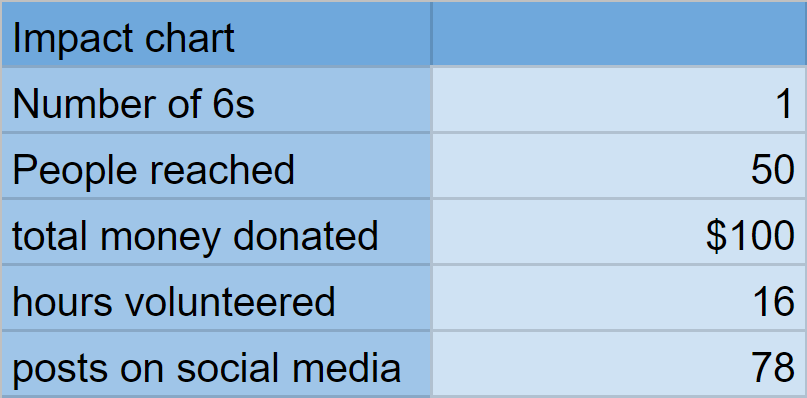 Impact chart
Number of 6s 1
People reached 50
total money donated $100
hours volunteered 16
posts on social media 78